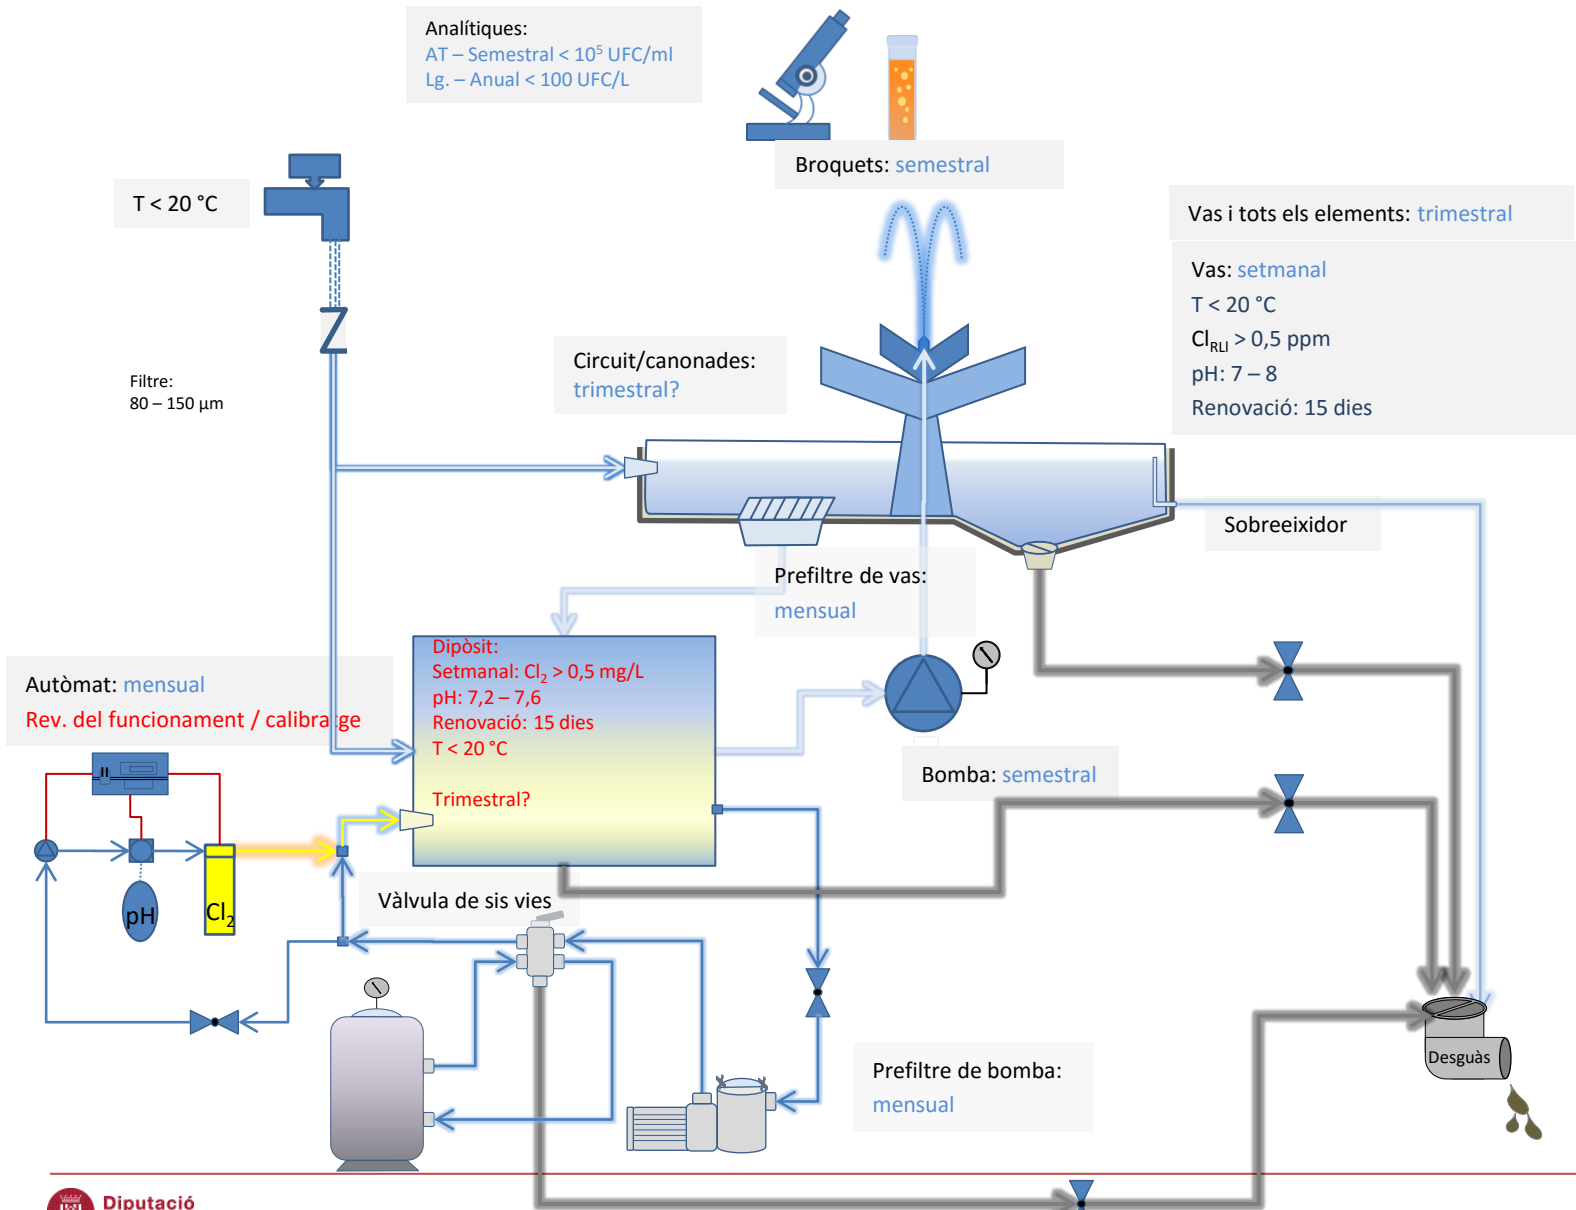 Analítiques:
AT – Semestral < 10⁵ UFC/ml
Lg. – Anual < 100 UFC/L
Broquets: semestral
T < 20 °C
Vas i tots els elements: trimestral
Vas: setmanal
T < 20 °C
Cl_RLl > 0,5 ppm
pH: 7 – 8
Renovació: 15 dies
Filtre:
80 – 150 µm
Circuit/canonades:
trimestral?
Sobreeixidor
Prefiltre de vas:
mensual
Dipòsit:
Setmanal: Cl₂ > 0,5 mg/L
pH: 7,2 – 7,6
Renovació: 15 dies
T < 20 °C
Trimestral?
Autòmat: mensual
Rev. del funcionament / calibratge
Bomba: semestral
pH
Cl₂
Vàlvula de sis vies
Prefiltre de bomba:
mensual
Desguàs
Diputació